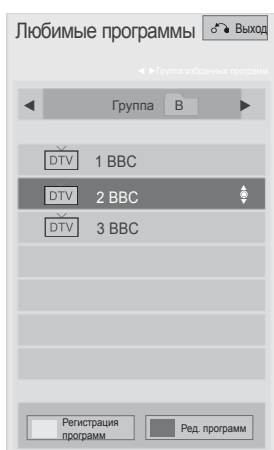 Любимые программы Выход
◄ ►Группа избранных программ
◄ Группа B ►
DTV 1 BBC
DTV 2 BBC
DTV 3 BBC
Регистрация
программ
Ред. программ